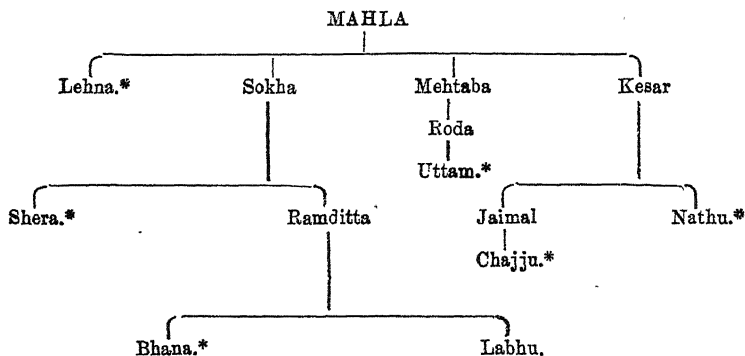 MAHLA
Lehna.* Sokha Mehtaba Kesar
Roda
Uttam.*
Shera.* Ramditta Jaimal Nathu.*
Chajju.*
Bhana.* Labhu.